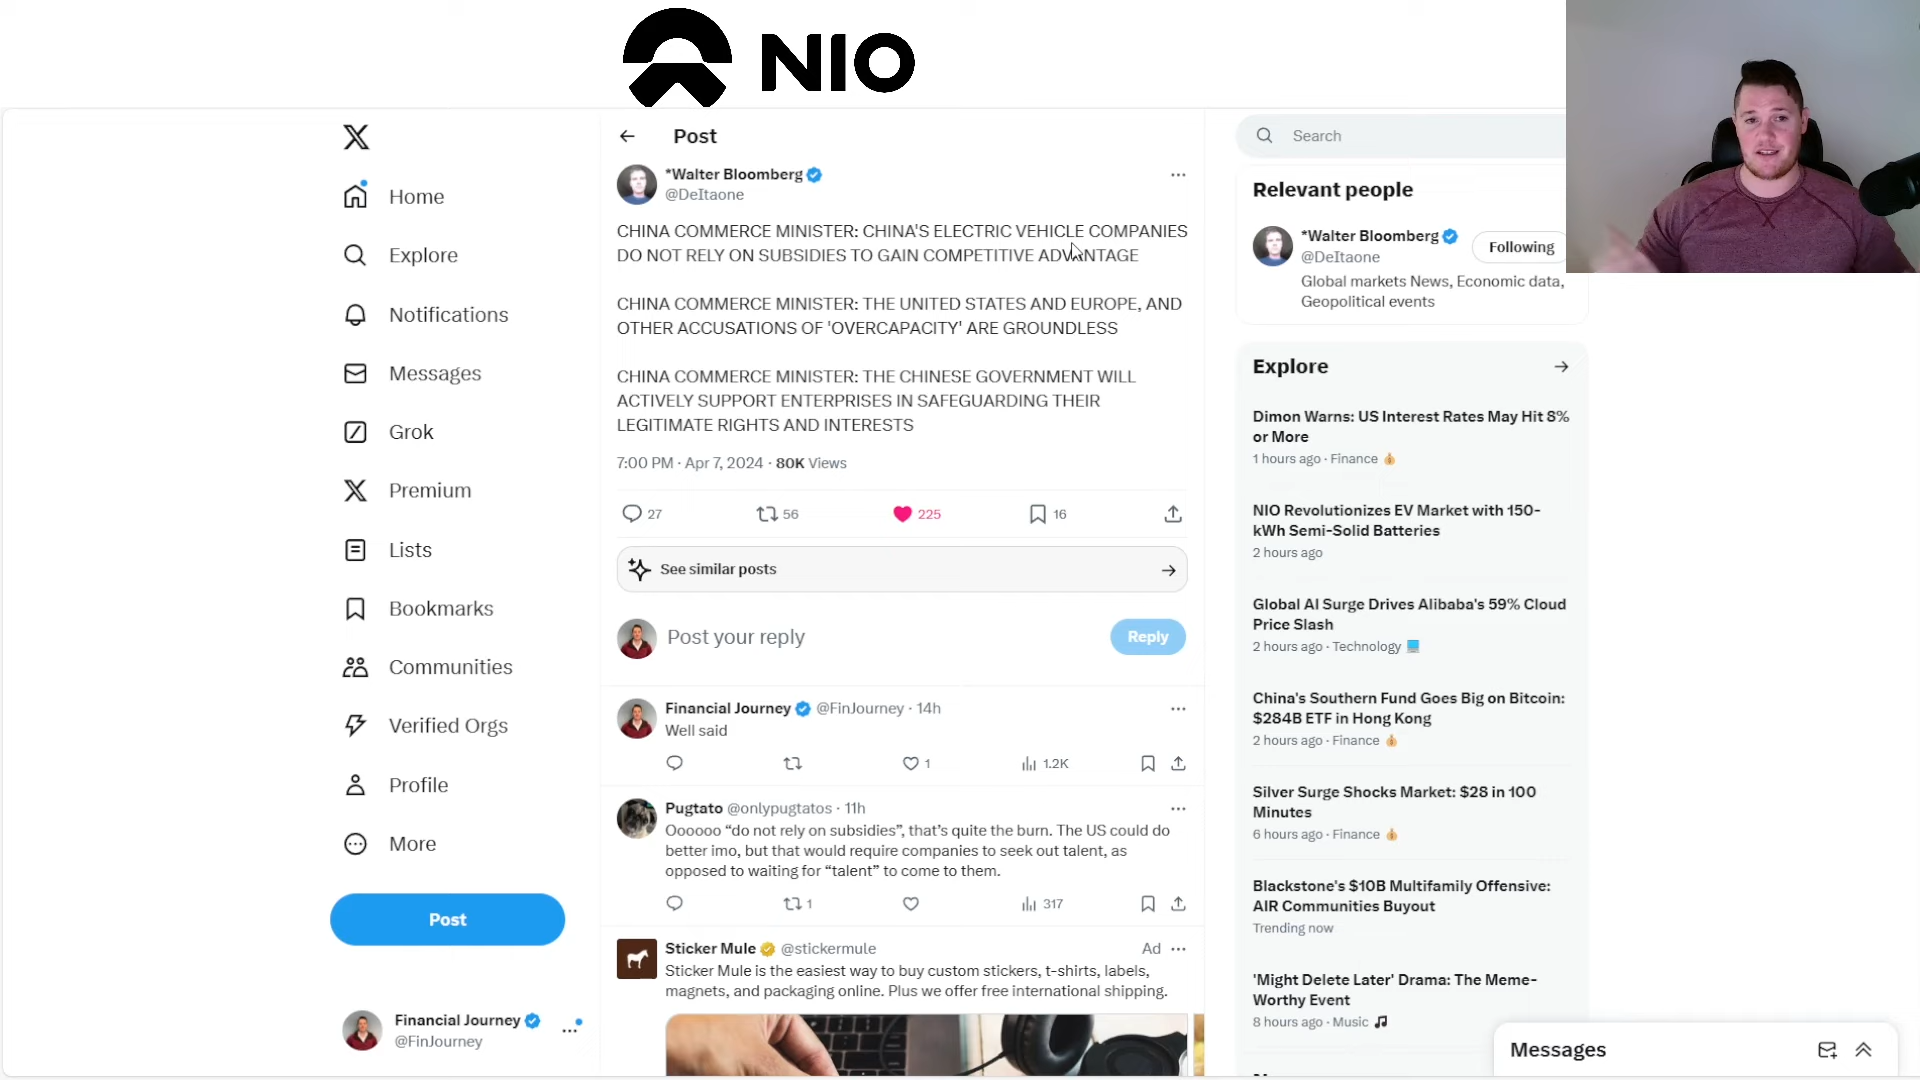 NIO
Post
Search
Home
Explore
Notifications
Messages
Grok
Premium
Lists
Bookmarks
Communities
Verified Orgs
Profile
More
Post
Financial Journey
@FinJourney
*Walter Bloomberg
@DeItaone
CHINA COMMERCE MINISTER: CHINA'S ELECTRIC VEHICLE COMPANIES
DO NOT RELY ON SUBSIDIES TO GAIN COMPETITIVE ADVANTAGE
CHINA COMMERCE MINISTER: THE UNITED STATES AND EUROPE, AND
OTHER ACCUSATIONS OF 'OVERCAPACITY' ARE GROUNDLESS
CHINA COMMERCE MINISTER: THE CHINESE GOVERNMENT WILL
ACTIVELY SUPPORT ENTERPRISES IN SAFEGUARDING THEIR
LEGITIMATE RIGHTS AND INTERESTS
7:00 PM · Apr 7, 2024 · 80K Views
27 56 225 16
See similar posts
Post your reply
Reply
Financial Journey @FinJourney · 14h
Well said
1 1.2K
Pugtato @onlypugtatos · 11h
Oooooo “do not rely on subsidies”, that’s quite the burn. The US could do
better imo, but that would require companies to seek out talent, as
opposed to waiting for “talent” to come to them.
1 317
Sticker Mule @stickermule Ad
Sticker Mule is the easiest way to buy custom stickers, t-shirts, labels,
magnets, and packaging online. Plus we offer free international shipping.
Relevant people
*Walter Bloomberg
@DeItaone
Following
Global markets News, Economic data,
Geopolitical events
Explore
Dimon Warns: US Interest Rates May Hit 8%
or More
1 hours ago · Finance
NIO Revolutionizes EV Market with 150-
kWh Semi-Solid Batteries
2 hours ago
Global AI Surge Drives Alibaba's 59% Cloud
Price Slash
2 hours ago · Technology
China's Southern Fund Goes Big on Bitcoin:
$284B ETF in Hong Kong
2 hours ago · Finance
Silver Surge Shocks Market: $28 in 100
Minutes
6 hours ago · Finance
Blackstone's $10B Multifamily Offensive:
AIR Communities Buyout
Trending now
'Might Delete Later' Drama: The Meme-
Worthy Event
8 hours ago · Music
Messages